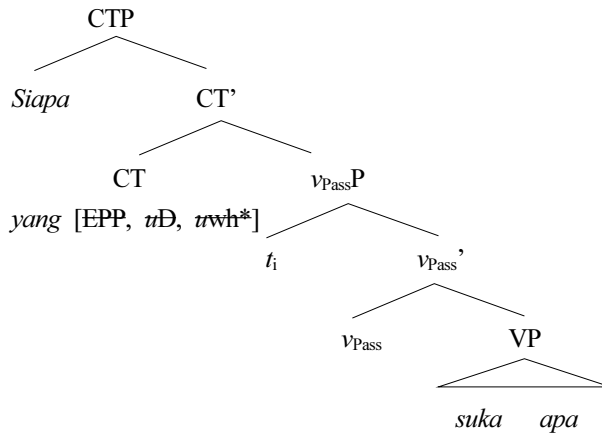 CTP
Siapa CT’
CT vPassP
yang [EPP, uD, uwh*]
ti vPass’
vPass VP
suka apa